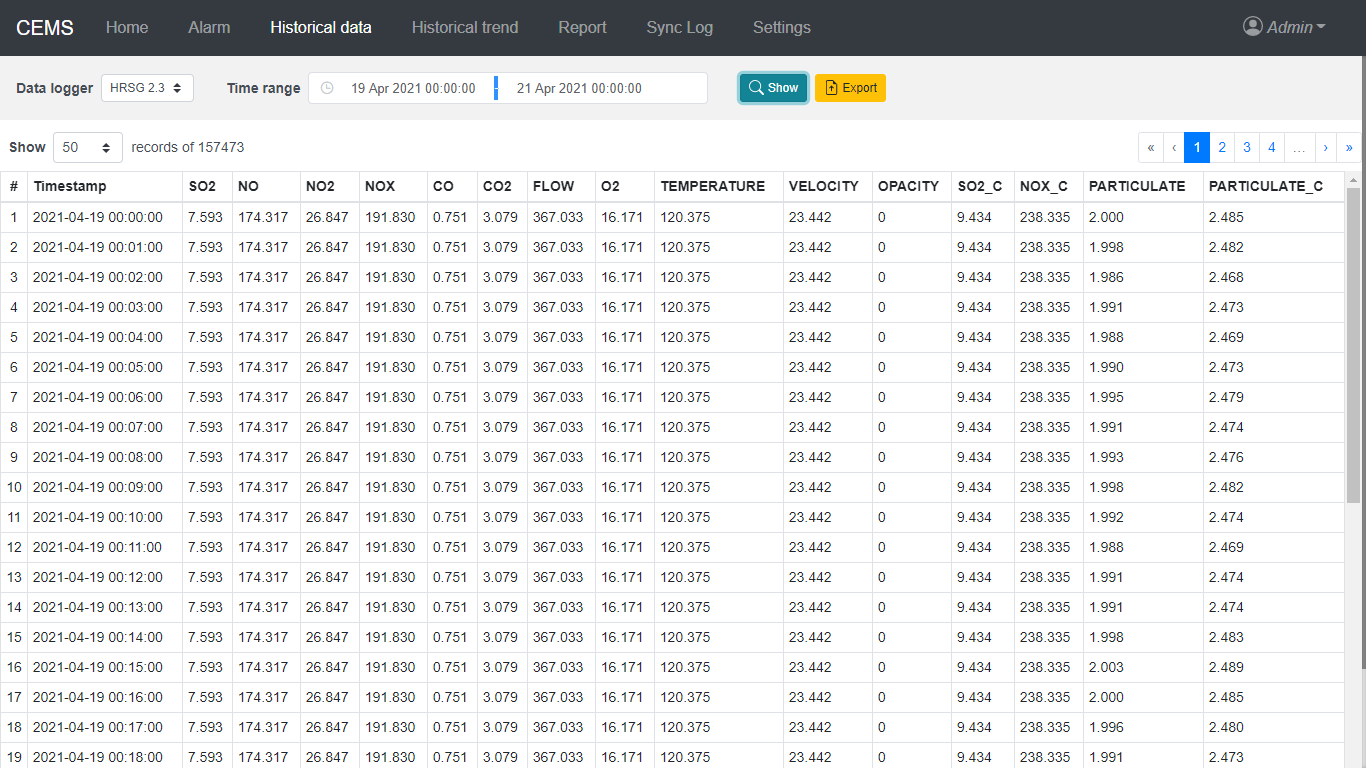 CEMS Home Alarm Historical data Historical trend Report Sync Log Settings Admin
Data logger HRSG 2.3 Time range 19 Apr 2021 00:00:00 21 Apr 2021 00:00:00 Show Export
Show 50 records of 157473 « ‹ 1 2 3 4 … › »
# Timestamp SO2 NO NO2 NOX CO CO2 FLOW O2 TEMPERATURE VELOCITY OPACITY SO2_C NOX_C PARTICULATE PARTICULATE_C
1 2021-04-19 00:00:00 7.593 174.317 26.847 191.830 0.751 3.079 367.033 16.171 120.375 23.442 0 9.434 238.335 2.000 2.485
2 2021-04-19 00:01:00 7.593 174.317 26.847 191.830 0.751 3.079 367.033 16.171 120.375 23.442 0 9.434 238.335 1.998 2.482
3 2021-04-19 00:02:00 7.593 174.317 26.847 191.830 0.751 3.079 367.033 16.171 120.375 23.442 0 9.434 238.335 1.986 2.468
4 2021-04-19 00:03:00 7.593 174.317 26.847 191.830 0.751 3.079 367.033 16.171 120.375 23.442 0 9.434 238.335 1.991 2.473
5 2021-04-19 00:04:00 7.593 174.317 26.847 191.830 0.751 3.079 367.033 16.171 120.375 23.442 0 9.434 238.335 1.988 2.469
6 2021-04-19 00:05:00 7.593 174.317 26.847 191.830 0.751 3.079 367.033 16.171 120.375 23.442 0 9.434 238.335 1.990 2.473
7 2021-04-19 00:06:00 7.593 174.317 26.847 191.830 0.751 3.079 367.033 16.171 120.375 23.442 0 9.434 238.335 1.995 2.479
8 2021-04-19 00:07:00 7.593 174.317 26.847 191.830 0.751 3.079 367.033 16.171 120.375 23.442 0 9.434 238.335 1.991 2.474
9 2021-04-19 00:08:00 7.593 174.317 26.847 191.830 0.751 3.079 367.033 16.171 120.375 23.442 0 9.434 238.335 1.993 2.476
10 2021-04-19 00:09:00 7.593 174.317 26.847 191.830 0.751 3.079 367.033 16.171 120.375 23.442 0 9.434 238.335 1.998 2.482
11 2021-04-19 00:10:00 7.593 174.317 26.847 191.830 0.751 3.079 367.033 16.171 120.375 23.442 0 9.434 238.335 1.992 2.474
12 2021-04-19 00:11:00 7.593 174.317 26.847 191.830 0.751 3.079 367.033 16.171 120.375 23.442 0 9.434 238.335 1.988 2.469
13 2021-04-19 00:12:00 7.593 174.317 26.847 191.830 0.751 3.079 367.033 16.171 120.375 23.442 0 9.434 238.335 1.991 2.474
14 2021-04-19 00:13:00 7.593 174.317 26.847 191.830 0.751 3.079 367.033 16.171 120.375 23.442 0 9.434 238.335 1.991 2.474
15 2021-04-19 00:14:00 7.593 174.317 26.847 191.830 0.751 3.079 367.033 16.171 120.375 23.442 0 9.434 238.335 1.998 2.483
16 2021-04-19 00:15:00 7.593 174.317 26.847 191.830 0.751 3.079 367.033 16.171 120.375 23.442 0 9.434 238.335 2.003 2.489
17 2021-04-19 00:16:00 7.593 174.317 26.847 191.830 0.751 3.079 367.033 16.171 120.375 23.442 0 9.434 238.335 2.000 2.485
18 2021-04-19 00:17:00 7.593 174.317 26.847 191.830 0.751 3.079 367.033 16.171 120.375 23.442 0 9.434 238.335 1.996 2.480
19 2021-04-19 00:18:00 7.593 174.317 26.847 191.830 0.751 3.079 367.033 16.171 120.375 23.442 0 9.434 238.335 1.991 2.473